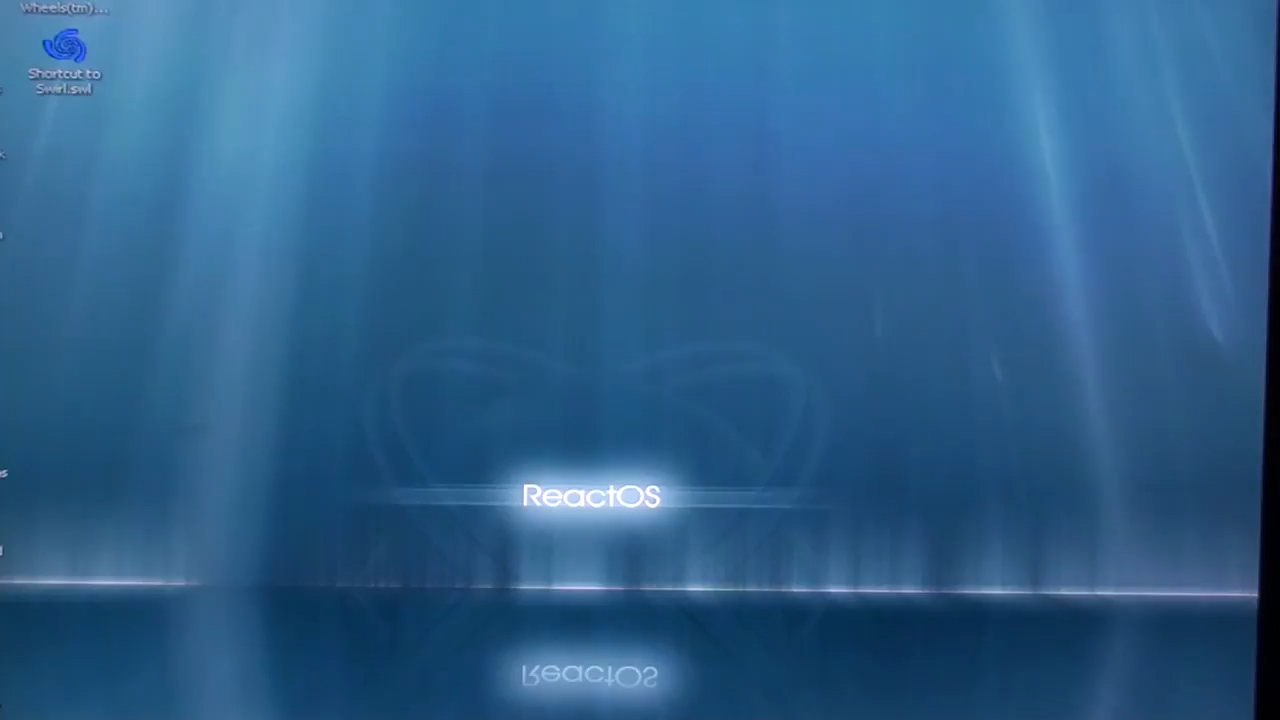 Wheels(tm)...
Shortcut to
Swirl.swl
ReactOS
ReactOS